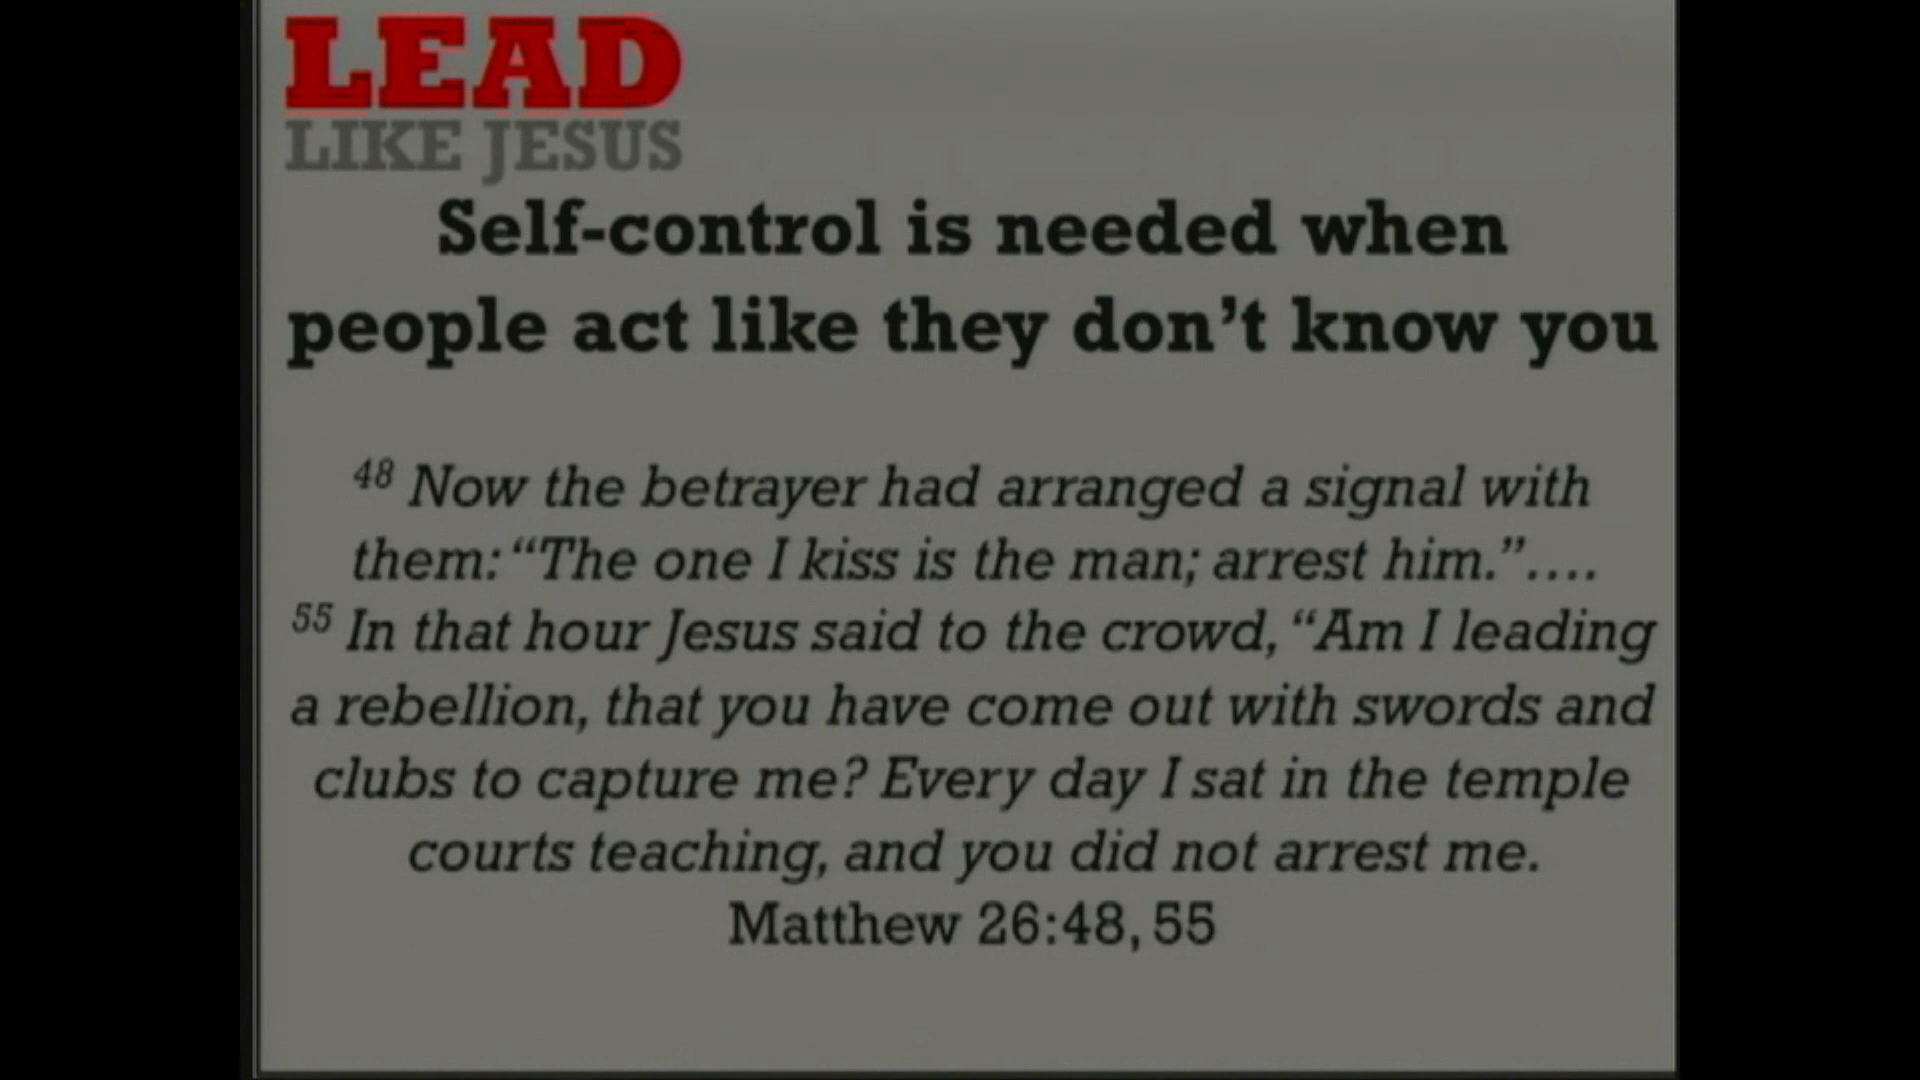 LEAD
LIKE JESUS
Self-control is needed when
people act like they don’t know you
48 Now the betrayer had arranged a signal with
them: “The one I kiss is the man; arrest him.”....
55 In that hour Jesus said to the crowd, “Am I leading
a rebellion, that you have come out with swords and
clubs to capture me? Every day I sat in the temple
courts teaching, and you did not arrest me.
Matthew 26:48, 55